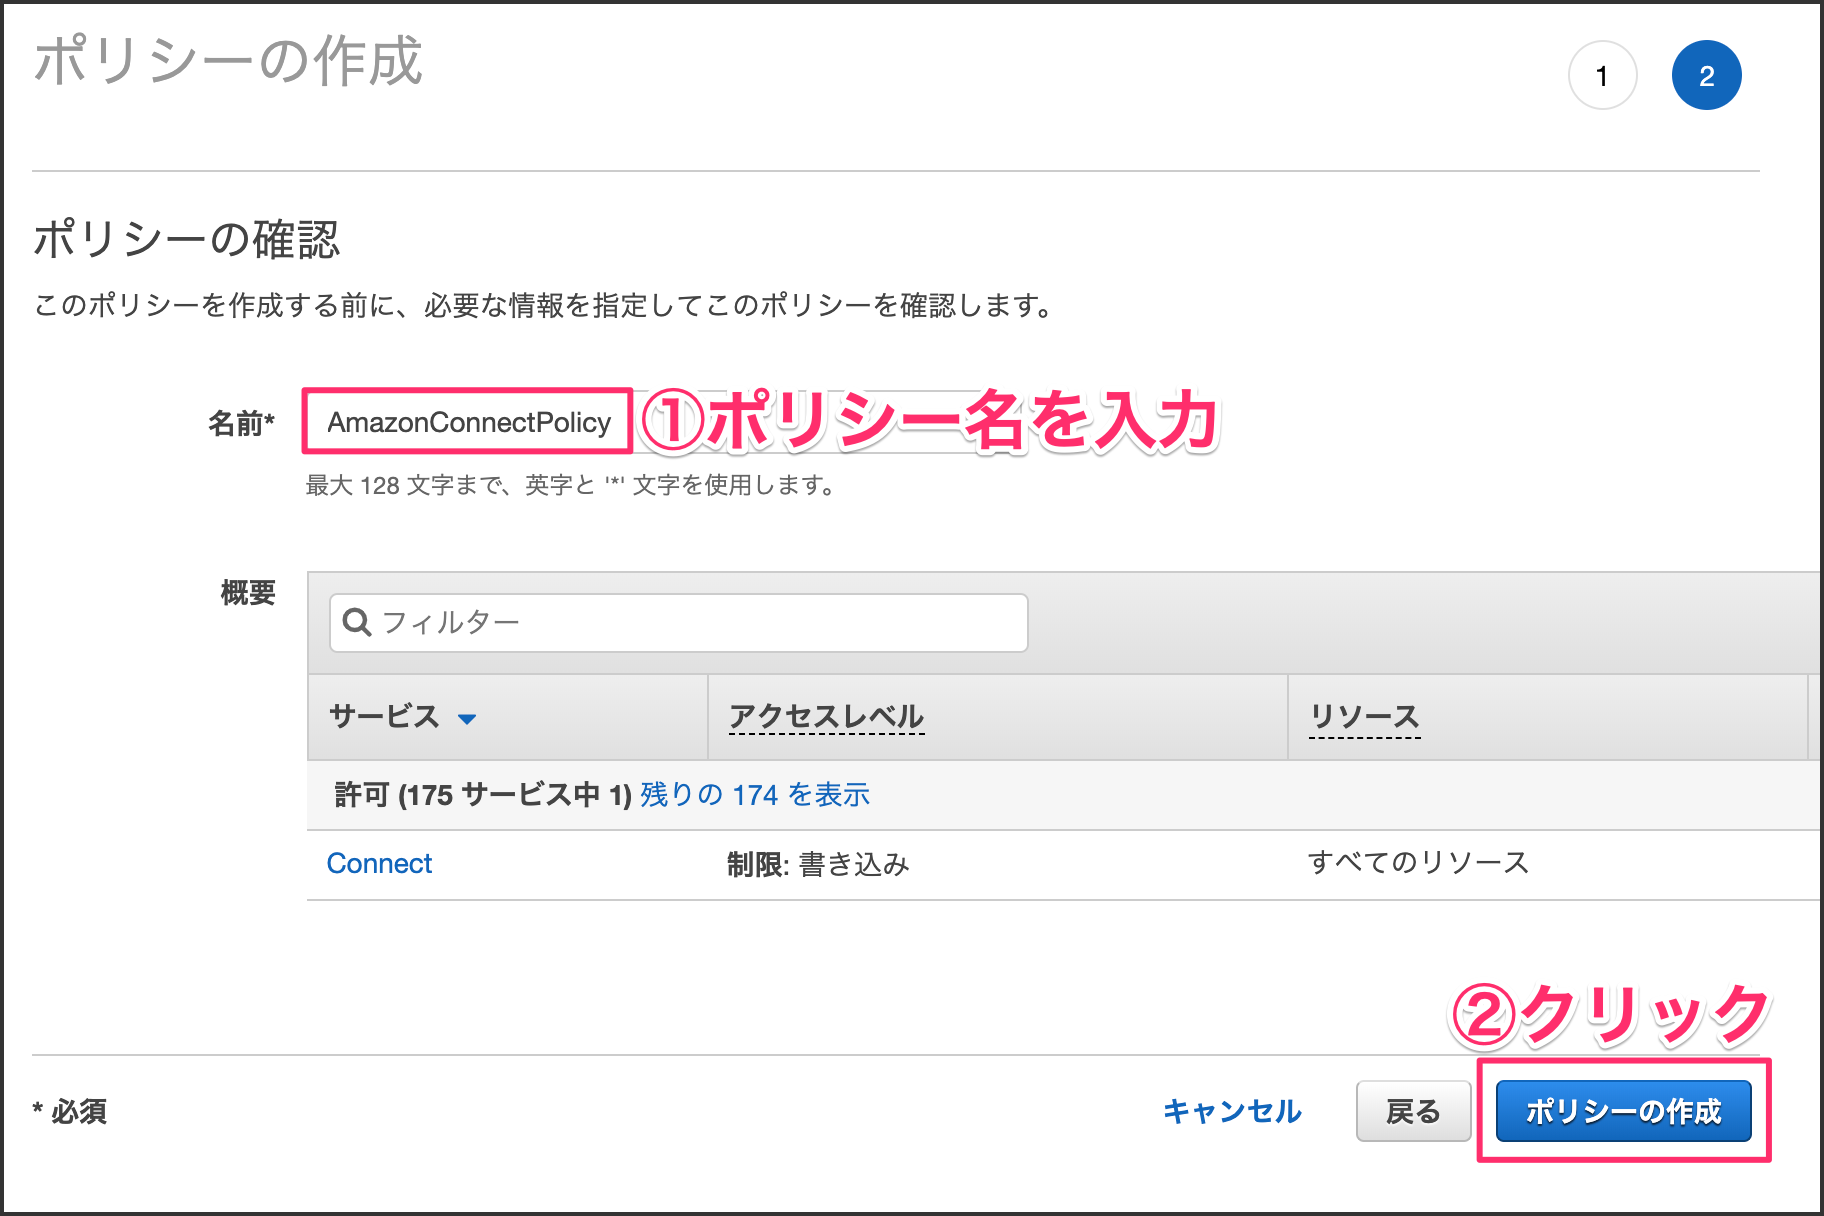 ポリシーの作成
1
2
ポリシーの確認
このポリシーを作成する前に、必要な情報を指定してこのポリシーを確認します。
名前* AmazonConnectPolicy ①ポリシー名を入力
最大 128 文字まで、英字と '*' 文字を使用します。
概要
フィルター
サービス アクセスレベル リソース
許可 (175 サービス中 1) 残りの 174 を表示
Connect 制限: 書き込み すべてのリソース
②クリック
* 必須 キャンセル 戻る ポリシーの作成